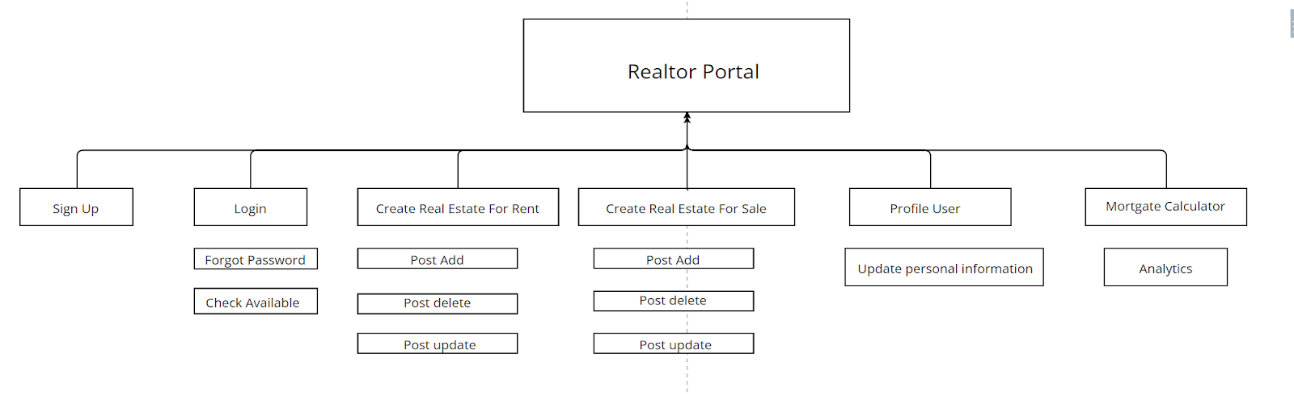 Realtor Portal
Sign Up
Login
Create Real Estate For Rent
Create Real Estate For Sale
Profile User
Mortgate Calculator
Forgot Password
Post Add
Post Add
Update personal information
Analytics
Check Available
Post delete
Post delete
Post update
Post update